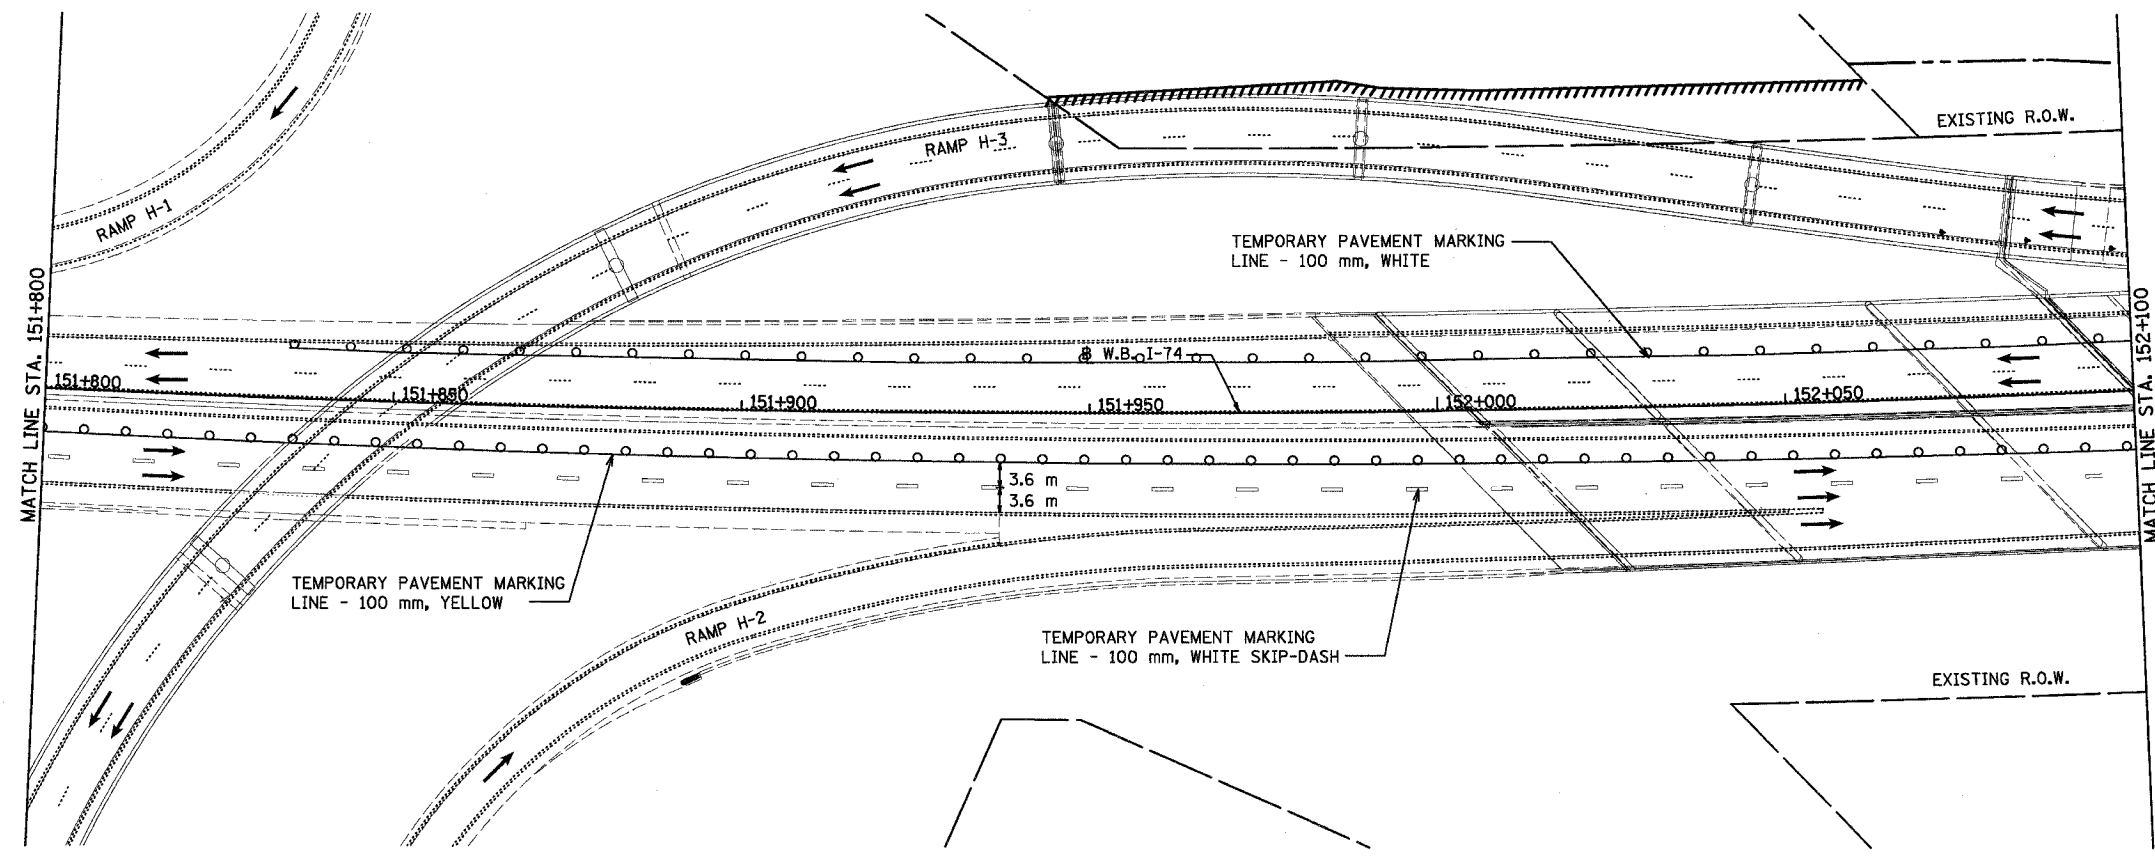 RAMP H-1
RAMP H-3
EXISTING R.O.W.
TEMPORARY PAVEMENT MARKING
LINE - 100 mm, WHITE
MATCH LINE STA. 151+800
MATCH LINE STA. 152+100
W.B. I-74
151+800
151+850
151+900
151+950
152+000
152+050
3.6 m
3.6 m
TEMPORARY PAVEMENT MARKING
LINE - 100 mm, YELLOW
RAMP H-2
TEMPORARY PAVEMENT MARKING
LINE - 100 mm, WHITE SKIP-DASH
EXISTING R.O.W.